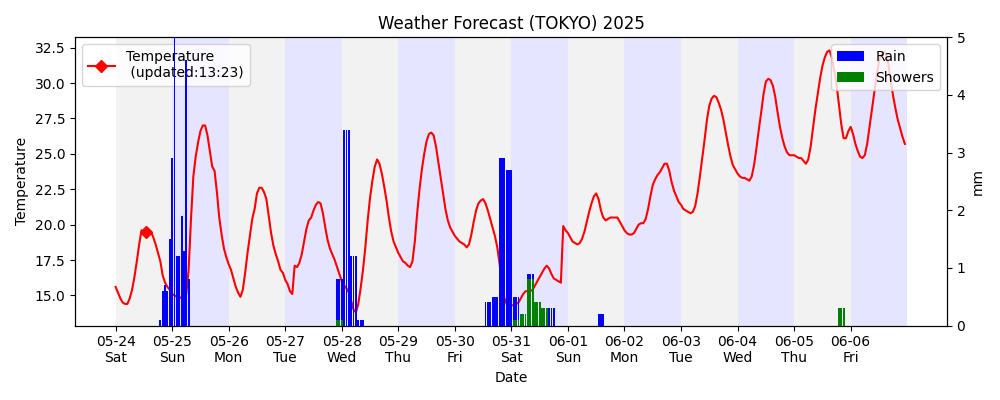 Weather Forecast (TOKYO) 2025
Temperature
(updated:13:23)
Rain
Showers
32.5
30.0
27.5
25.0
22.5
20.0
17.5
15.0
Temperature
5
4
3
2
1
0
mm
05-24 05-25 05-26 05-27 05-28 05-29 05-30 05-31 06-01 06-02 06-03 06-04 06-05 06-06
Sat Sun Mon Tue Wed Thu Fri Sat Sun Mon Tue Wed Thu Fri
Date